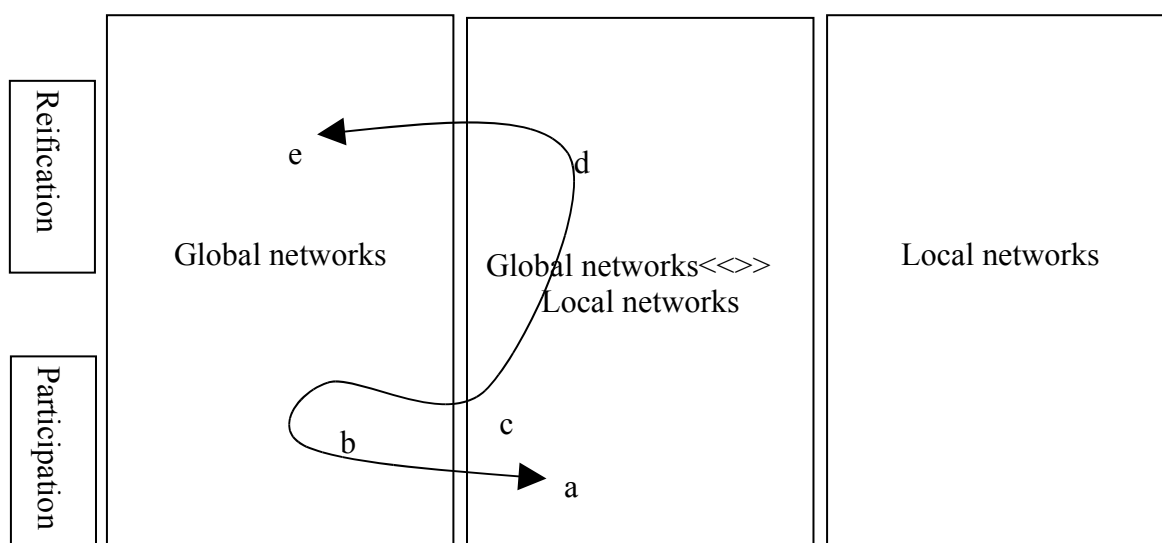 Reification
e
d
Global networks
Global networks<<>>
Local networks
Local networks
Participation
b
c
a